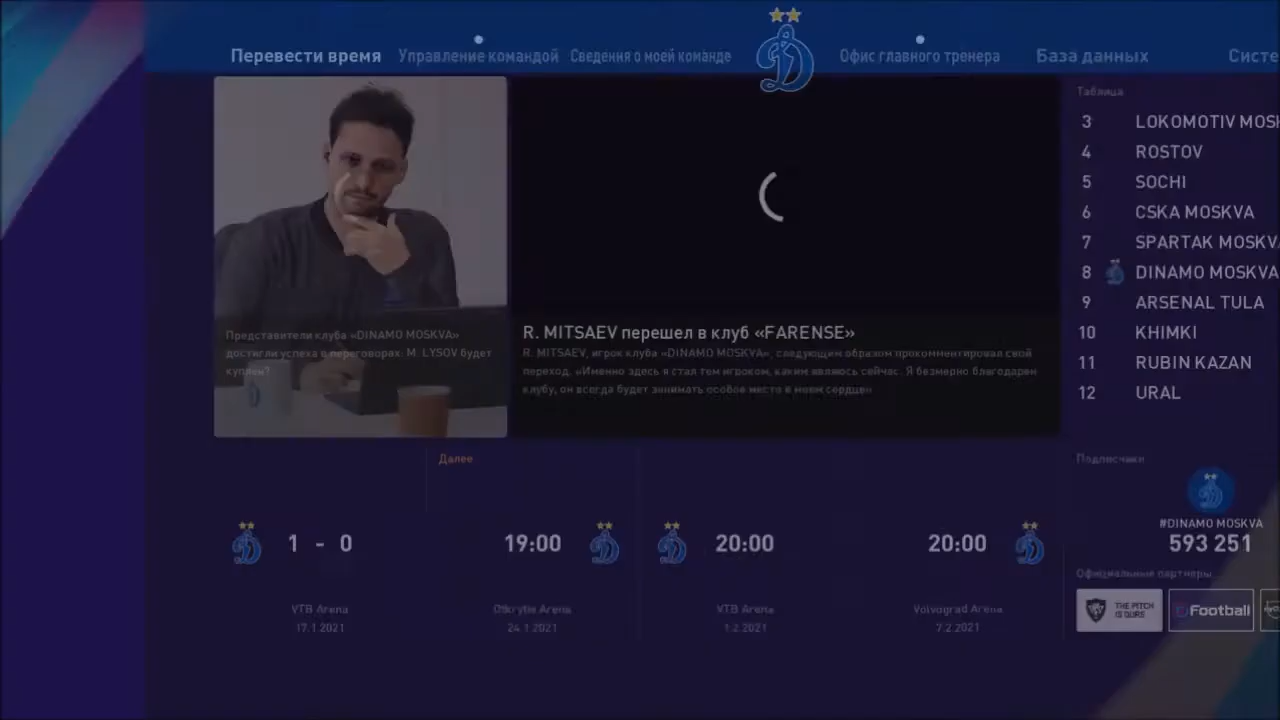 Перевести время
Управление командой
Сведения о моей команде
Офис главного тренера
База данных
Систе
Таблица
3 LOKOMOTIV MOSK
4 ROSTOV
5 SOCHI
6 CSKA MOSKVA
7 SPARTAK MOSKVA
8 DINAMO MOSKVA
9 ARSENAL TULA
10 KHIMKI
11 RUBIN KAZAN
12 URAL
Представители клуба «DINAMO MOSKVA»
достигли успеха в переговорах: M. LYSOV будет
куплен?
R. MITSAEV перешел в клуб «FARENSE»
R. MITSAEV, игрок клуба «DINAMO MOSKVA», следующим образом прокомментировал свой
переход. «Именно здесь я стал тем игроком, каким являюсь сейчас. Я безмерно благодарен
клубу, он всегда будет занимать особое место в моем сердце»
Далее
1 - 0
19:00
20:00
20:00
VTB Arena
17.1.2021
Otkrytie Arena
24.1.2021
VTB Arena
1.2.2021
Volvograd Arena
7.2.2021
Подписчики
#DINAMO MOSKVA
593 251
Официальные партнеры
THE PITCH
IS OURS
eFootball